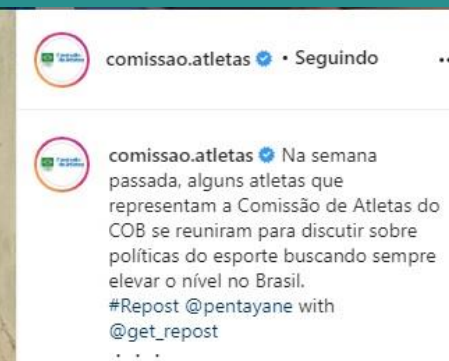 comissao.atletas • Seguindo
comissao.atletas Na semana
passada, alguns atletas que
representam a Comissão de Atletas do
COB se reuniram para discutir sobre
políticas do esporte buscando sempre
elevar o nível no Brasil.
#Repost @pentayane with
@get_repost
. . .